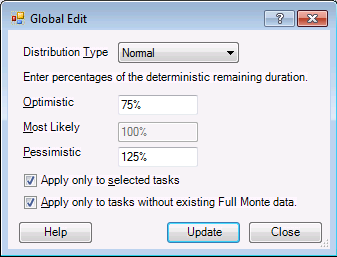 Global Edit
Distribution Type Normal
Enter percentages of the deterministic remaining duration.
Optimistic 75%
Most Likely 100%
Pessimistic 125%
Apply only to selected tasks
Apply only to tasks without existing Full Monte data.
Help Update Close